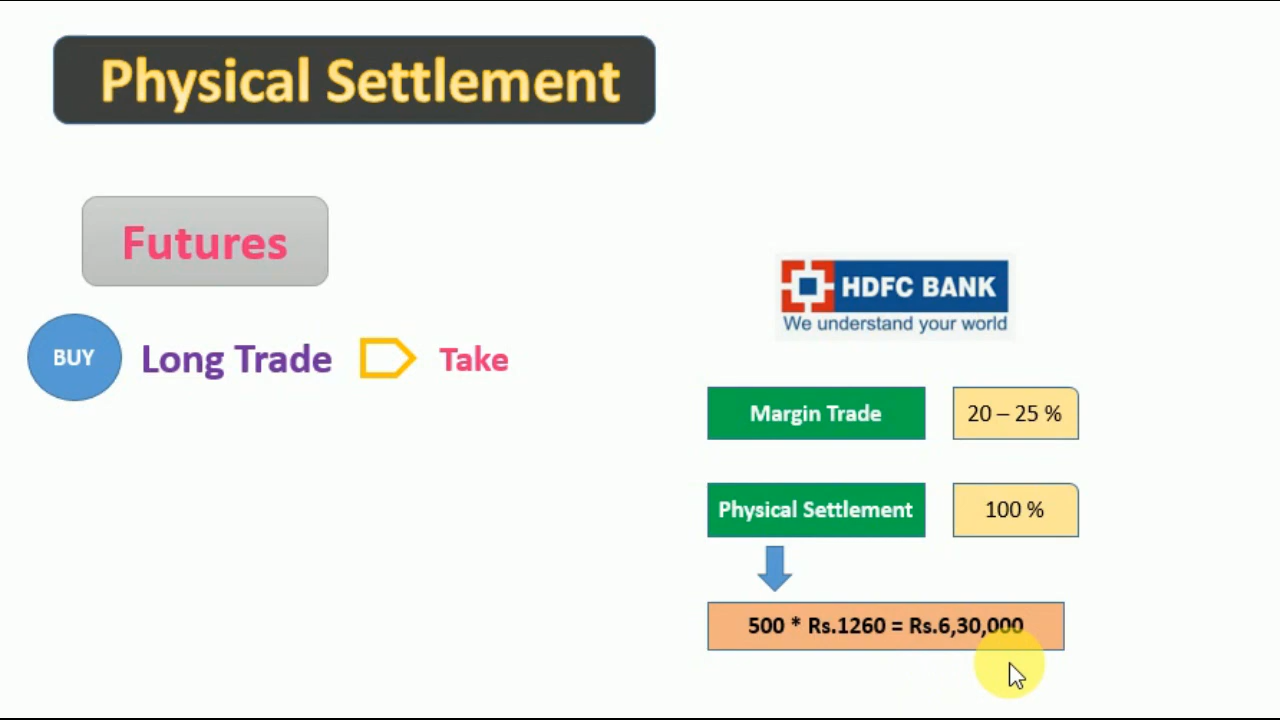 Physical Settlement
Futures
BUY
Long Trade
Take
HDFC BANK
We understand your world
Margin Trade
20 – 25 %
Physical Settlement
100 %
500 * Rs.1260 = Rs.6,30,000